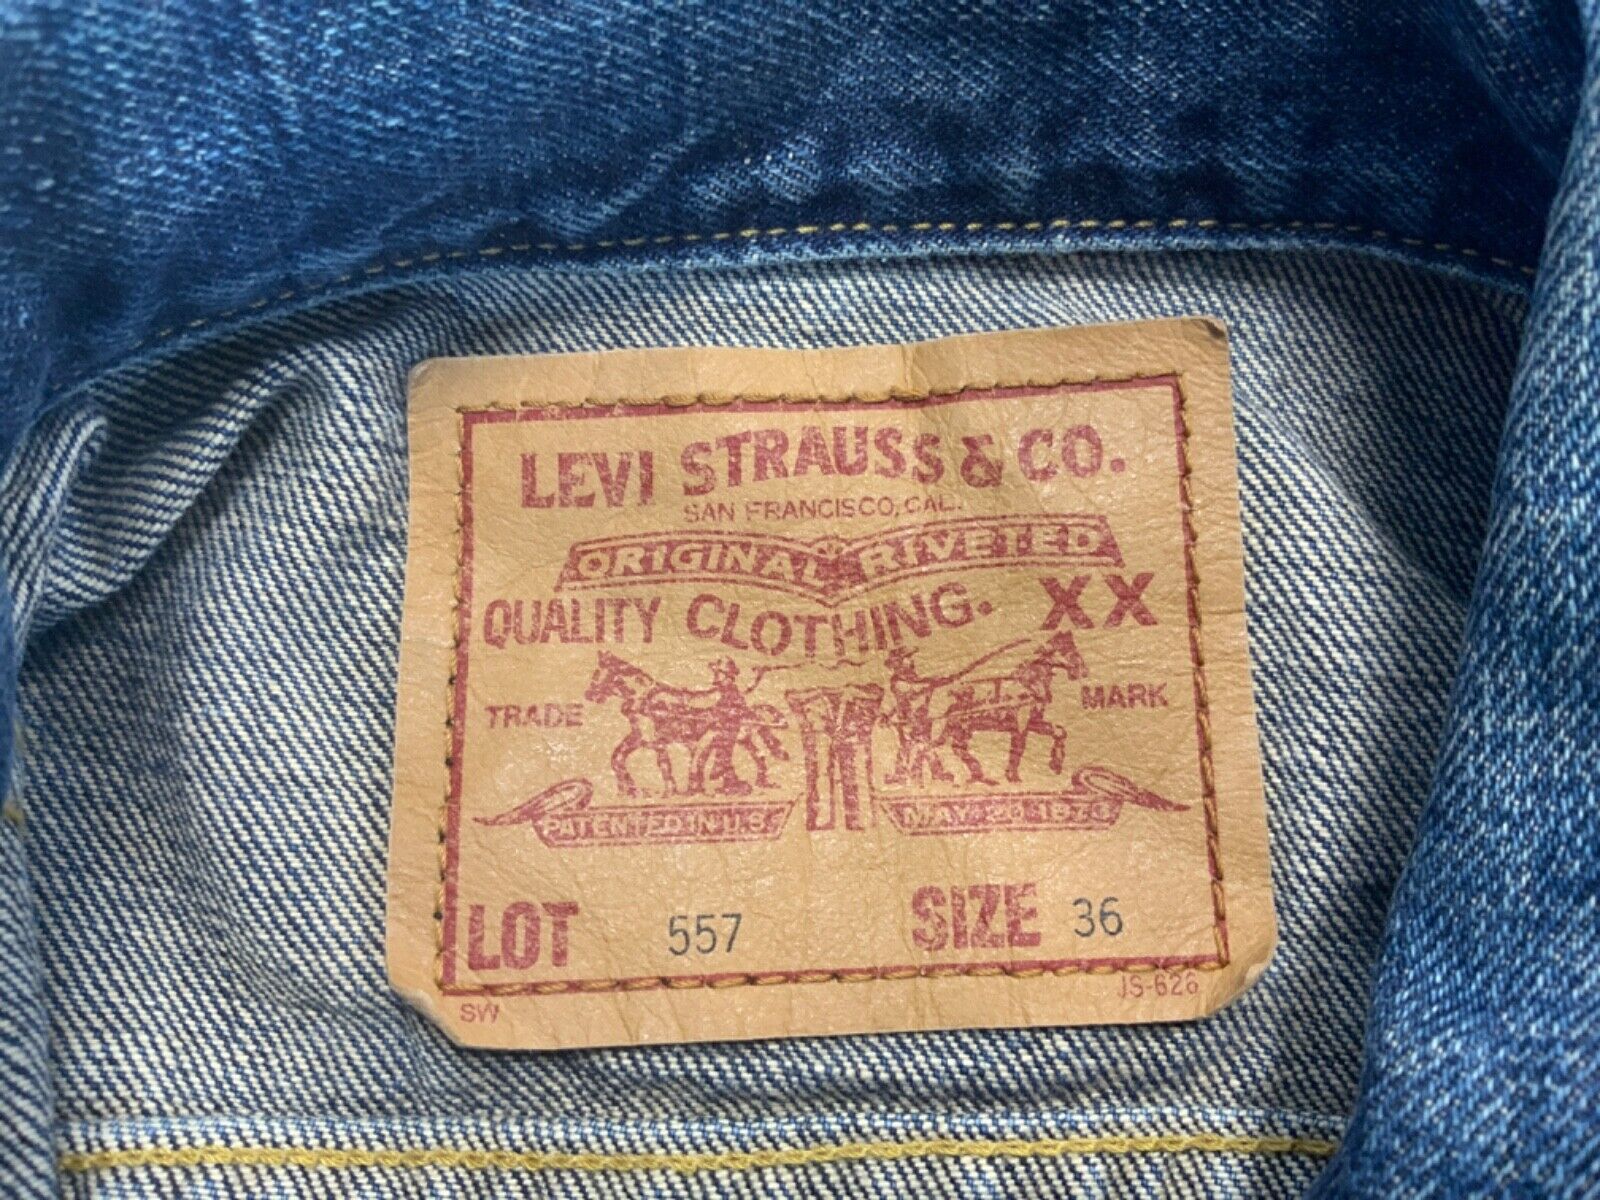 LEVI STRAUSS & CO.
SAN FRANCISCO, CAL.
ORIGINAL RIVETED
QUALITY CLOTHING. XX
TRADE MARK
PATENTED IN U.S. MAY 20 1873
LOT 557 SIZE 36
SW JS-626